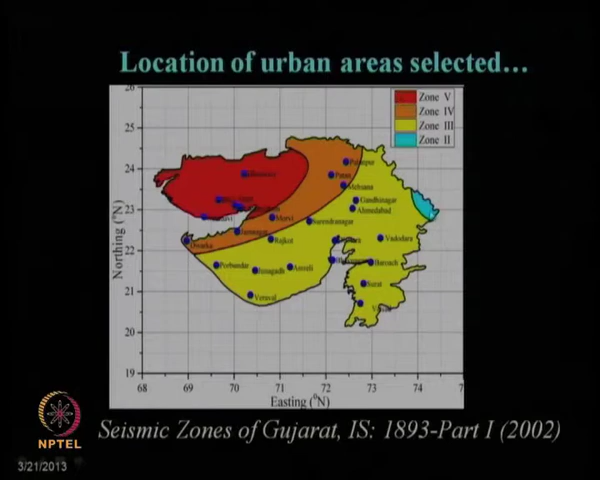 Location of urban areas selected…
26
25
24
23
22
21
20
19
68
69
70
71
72
73
74
7
Northing (°N)
Easting (°N)
Zone V
Zone IV
Zone III
Zone II
Palanpur
Patan
Mehsana
Gandhinagar
Ahmedabad
Surendranagar
Morvi
Jamnagar
Dwarka
Rajkot
Vadodara
Porbandar
Junagadh
Amreli
Baroach
Surat
Veraval
Seismic Zones of Gujarat, IS: 1893-Part I (2002)
NPTEL
3/21/2013